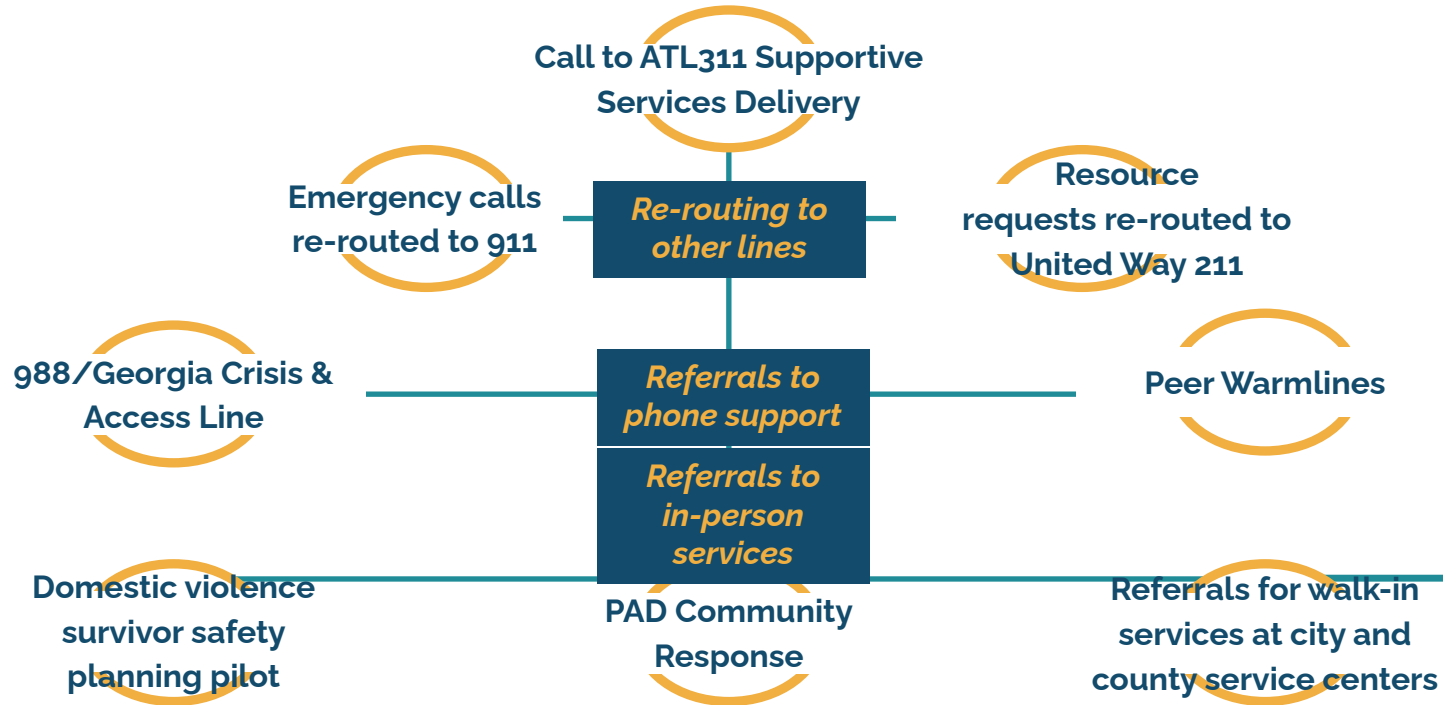 Call to ATL311 Supportive
Services Delivery
Emergency calls
re-routed to 911
Re-routing to
other lines
Resource
requests re-routed to
United Way 211
988/Georgia Crisis &
Access Line
Referrals to
phone support
Peer Warmlines
Referrals to
in-person
services
Domestic violence
survivor safety
planning pilot
PAD Community
Response
Referrals for walk-in
services at city and
county service centers